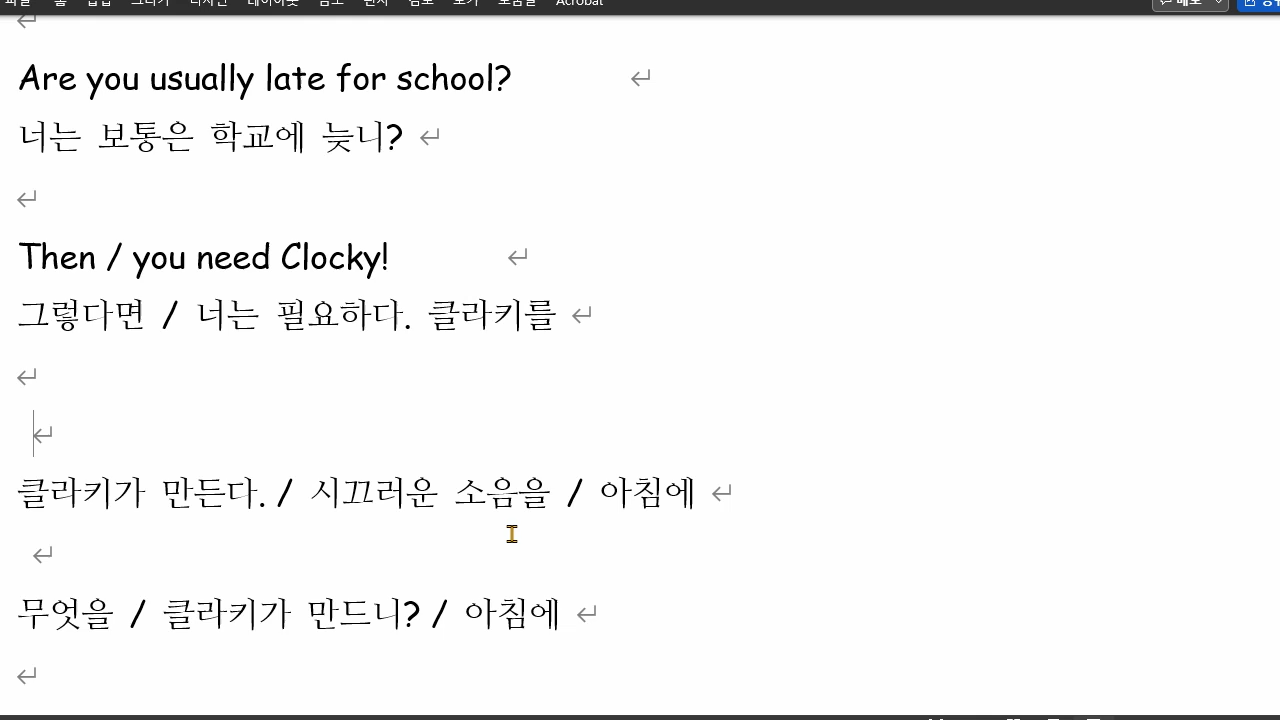 Acrobat
Are you usually late for school?
너는 보통은 학교에 늦니?
Then / you need Clocky!
그렇다면 / 너는 필요하다. 클라키를
클라키가 만든다. / 시끄러운 소음을 / 아침에
무엇을 / 클라키가 만드니? / 아침에